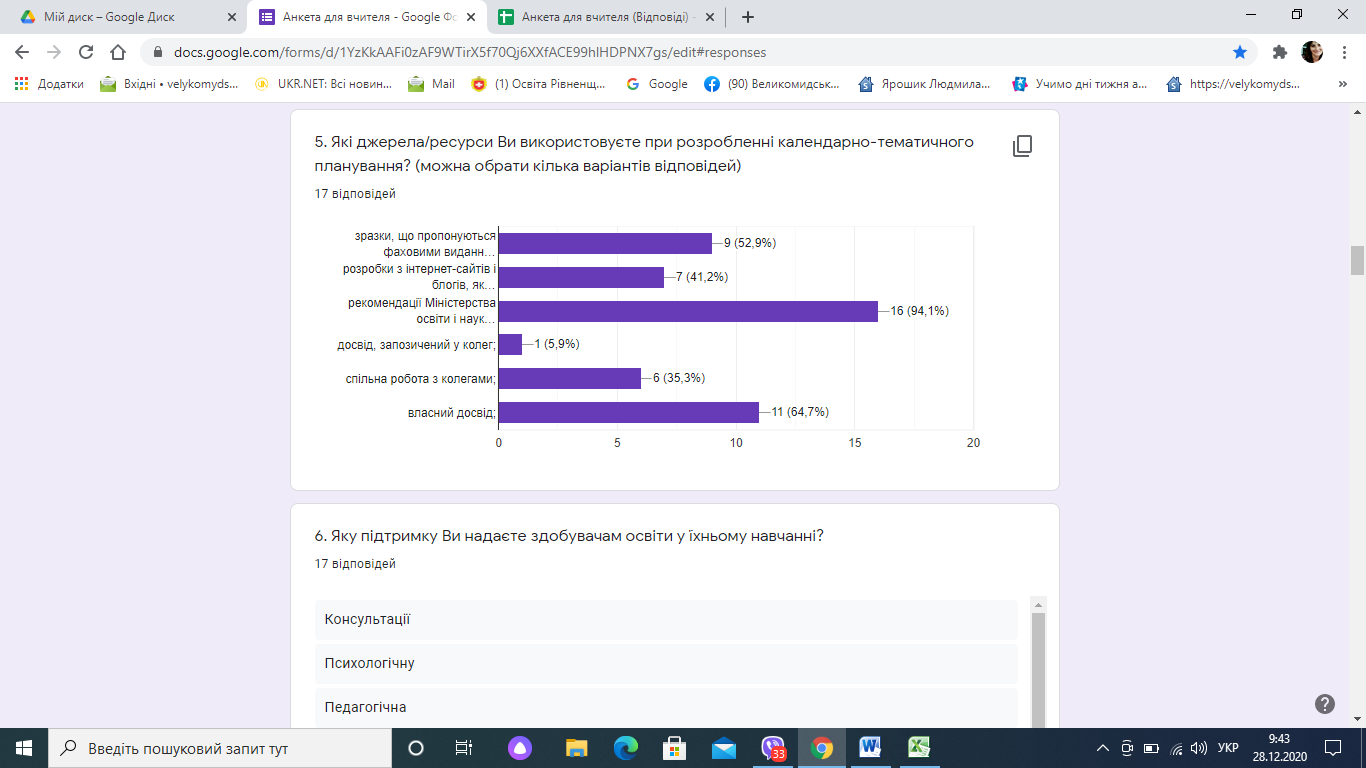 Мій диск – Google Диск
Анкета для вчителя - Google Фо
Анкета для вчителя (Відповіді) -
docs.google.com/forms/d/1YzKkAAFi0zAF9WTirX5f70Qj6XXfACE99hlHDPNX7gs/edit#responses
Додатки
Вхідні • velykomyds...
UKR.NET: Всі новин...
Mail
(1) Освіта Рівненщ...
Google
(90) Великомидськ...
Ярошик Людмила...
Учимо дні тижня а...
https://velykomyds...
5. Які джерела/ресурси Ви використовуєте при розробленні календарно-тематичного
планування? (можна обрати кілька варіантів відповідей)
17 відповідей
зразки, що пропонуються
фаховими виданн…
9 (52,9%)
розробки з інтернет-сайтів і
блогів, як…
7 (41,2%)
рекомендації Міністерства
освіти і наук…
16 (94,1%)
досвід, запозичений у колег;
1 (5,9%)
спільна робота з колегами;
6 (35,3%)
власний досвід;
11 (64,7%)
0 5 10 15 20
6. Яку підтримку Ви надаєте здобувачам освіти у їхньому навчанні?
17 відповідей
Консультації
Психологічну
Педагогічна
Введіть пошуковий запит тут
33
УКР
9:43
28.12.2020